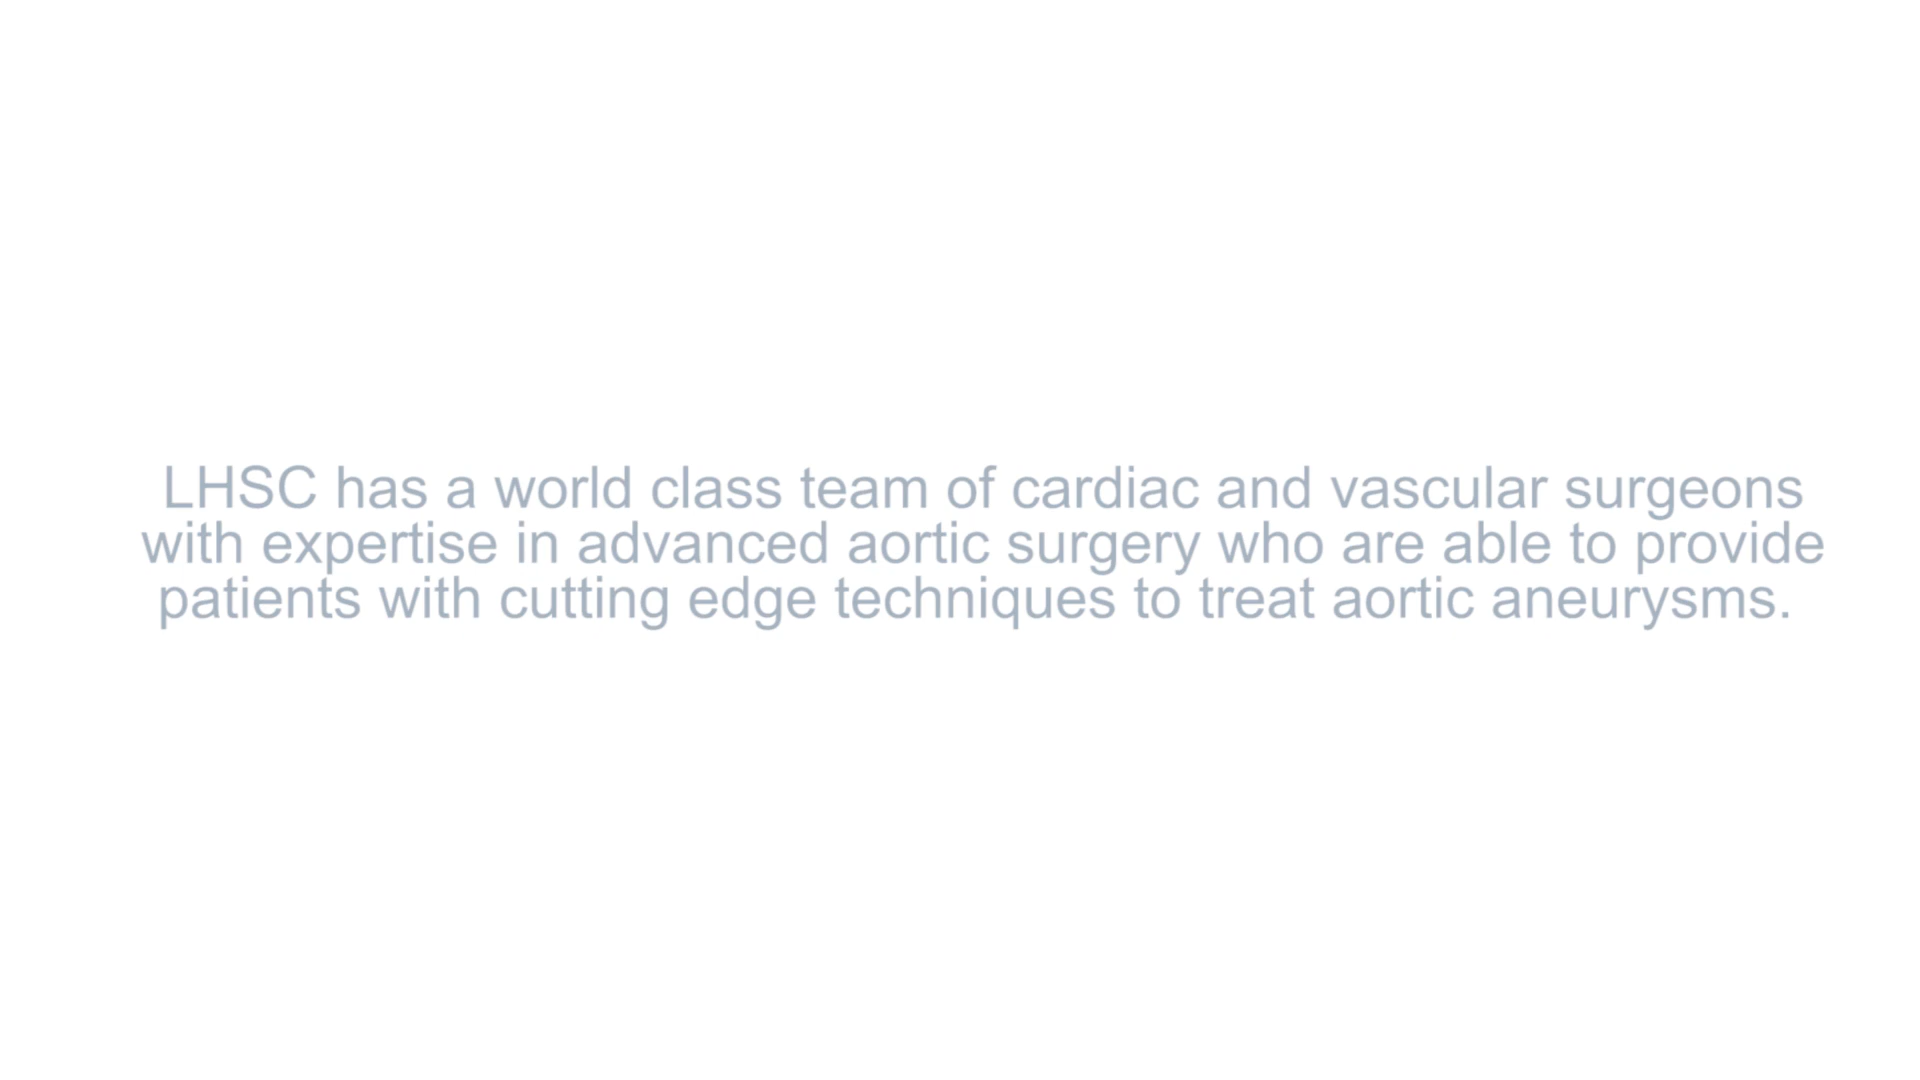 LHSC has a world class team of cardiac and vascular surgeons
with expertise in advanced aortic surgery who are able to provide
patients with cutting edge techniques to treat aortic aneurysms.